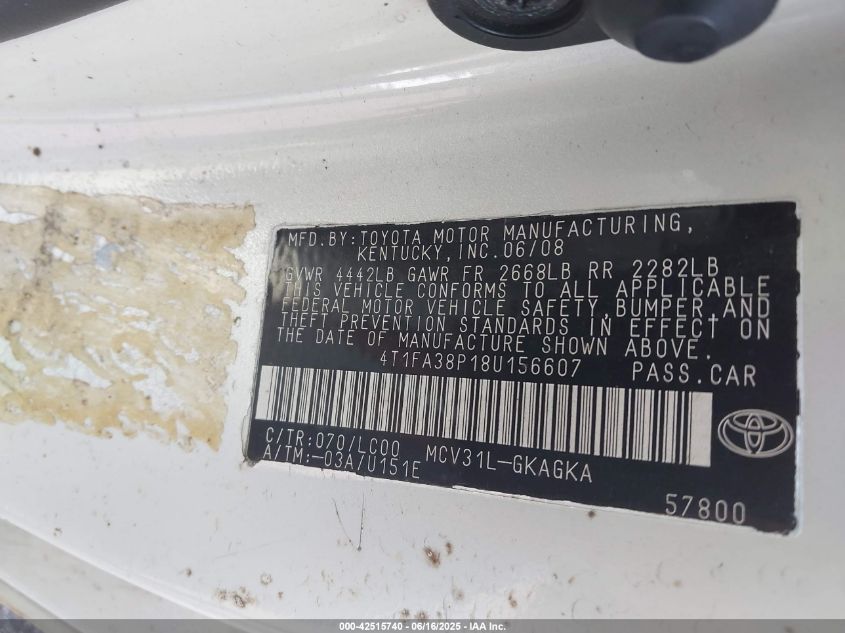 MFD.BY:TOYOTA MOTOR MANUFACTURING,
KENTUCKY,INC.06/08
GVWR 4442LB GAWR FR 2668LB RR 2282LB
THIS VEHICLE CONFORMS TO ALL APPLICABLE
FEDERAL MOTOR VEHICLE SAFETY,BUMPER,AND
THEFT PREVENTION STANDARDS IN EFFECT ON
THE DATE OF MANUFACTURE SHOWN ABOVE.
4T1FA38P18U156607 PASS.CAR
C/TR:070/LC00 MCV31L-GKAGKA
A/TM:-03A/U151E
57800
000-42515740 - 06/16/2025 - IAA Inc.